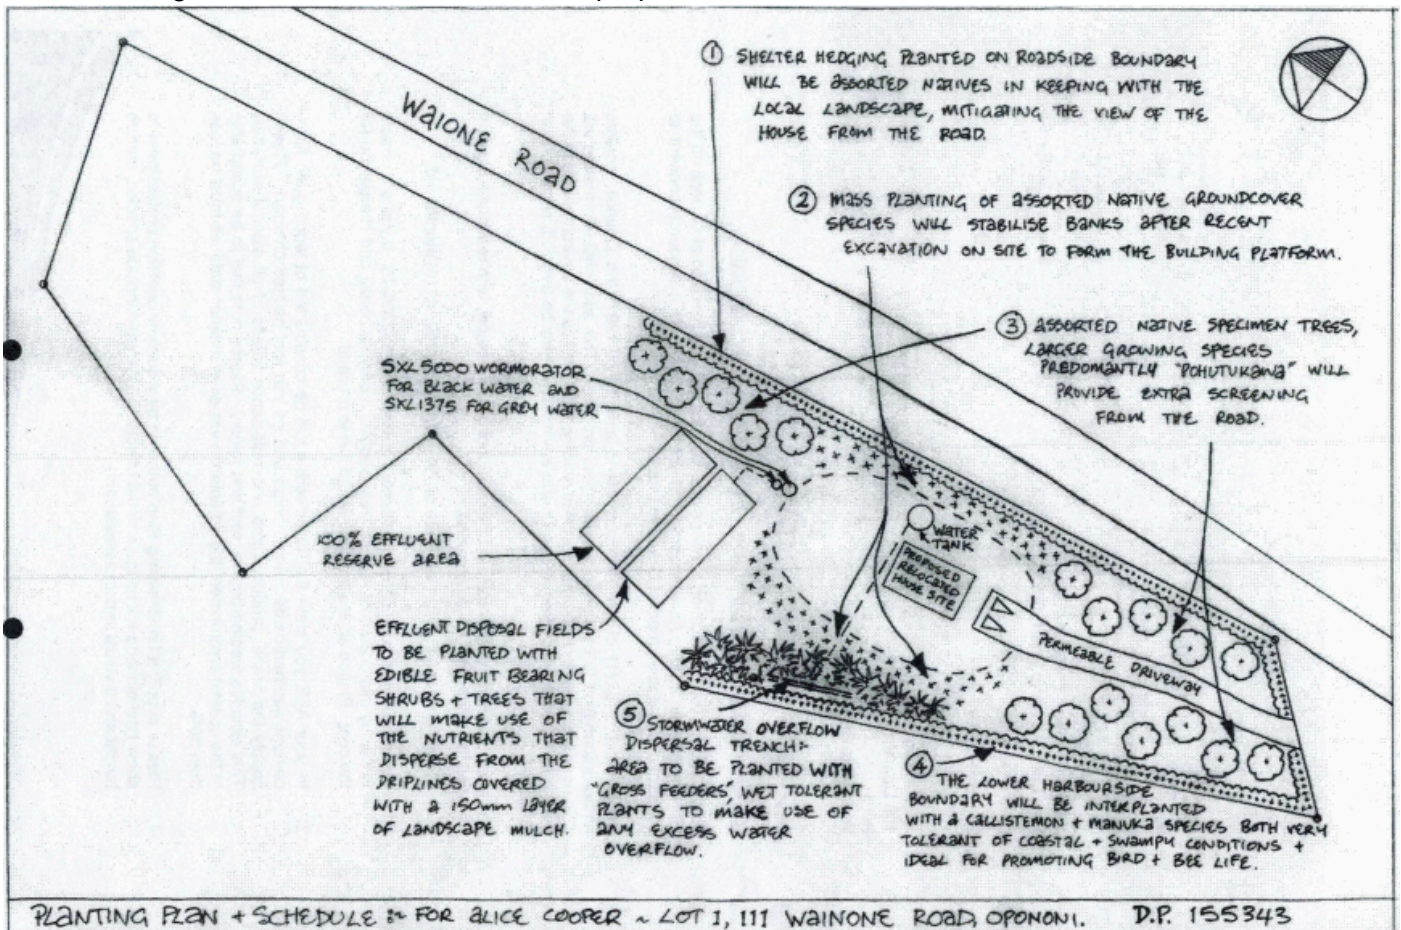 WAIONE ROAD
① SHELTER HEDGING PLANTED ON ROADSIDE BOUNDARY
WILL BE ASSORTED NATIVES IN KEEPING WITH THE
LOCAL LANDSCAPE, MITIGATING THE VIEW OF THE
HOUSE FROM THE ROAD.
② MASS PLANTING OF ASSORTED NATIVE GROUNDCOVER
SPECIES WILL STABILISE BANKS AFTER RECENT
EXCAVATION ON SITE TO FORM THE BUILDING PLATFORM.
③ ASSORTED NATIVE SPECIMEN TREES,
LARGER GROWING SPECIES
PREDOMANTLY "POHUTUKAWA" WILL
PROVIDE EXTRA SCREENING
FROM THE ROAD.
SXL5000 WORMORATOR
FOR BLACK WATER AND
SXL1375 FOR GREY WATER
100% EFFLUENT
RESERVE AREA
WATER
TANK
PROPOSED
RELOCATED
HOUSE SITE
PERMEABLE DRIVEWAY
EFFLUENT DISPOSAL FIELDS
TO BE PLANTED WITH
EDIBLE FRUIT BEARING
SHRUBS + TREES THAT
WILL MAKE USE OF
THE NUTRIENTS THAT
DISPERSE FROM THE
DRIPLINES COVERED
WITH A 150mm LAYER
OF LANDSCAPE MULCH.
⑤ STORMWATER OVERFLOW
DISPERSAL TRENCH:-
AREA TO BE PLANTED WITH
"GROSS FEEDERS", WET TOLERANT
PLANTS TO MAKE USE OF
ANY EXCESS WATER
OVERFLOW.
④ THE LOWER HARBOURSIDE
BOUNDARY WILL BE INTERPLANTED
WITH A CALLISTEMON + MANUKA SPECIES BOTH VERY
TOLERANT OF COASTAL + SWAMPY CONDITIONS +
IDEAL FOR PROMOTING BIRD + BEE LIFE.
PLANTING PLAN + SCHEDULE :~ FOR ALICE COOPER ~ LOT 1, 111 WAINONE ROAD, OPONONI. D.P. 155343